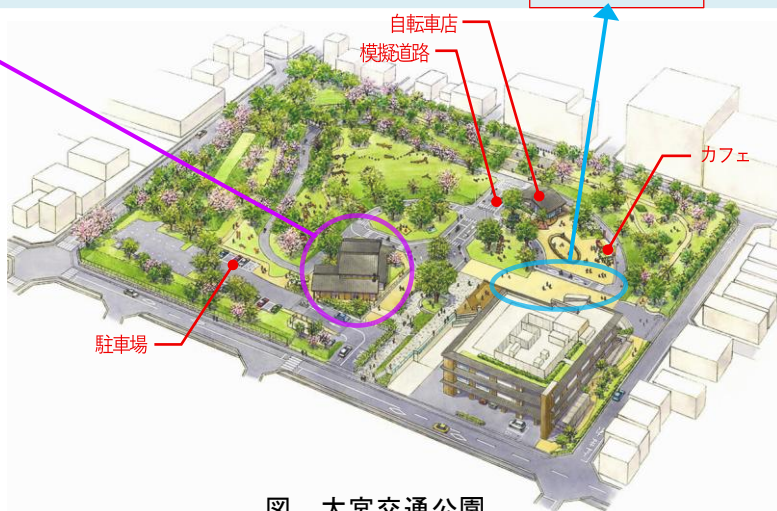 自転車店
模擬道路
カフェ
駐車場
図 大宮交通公園